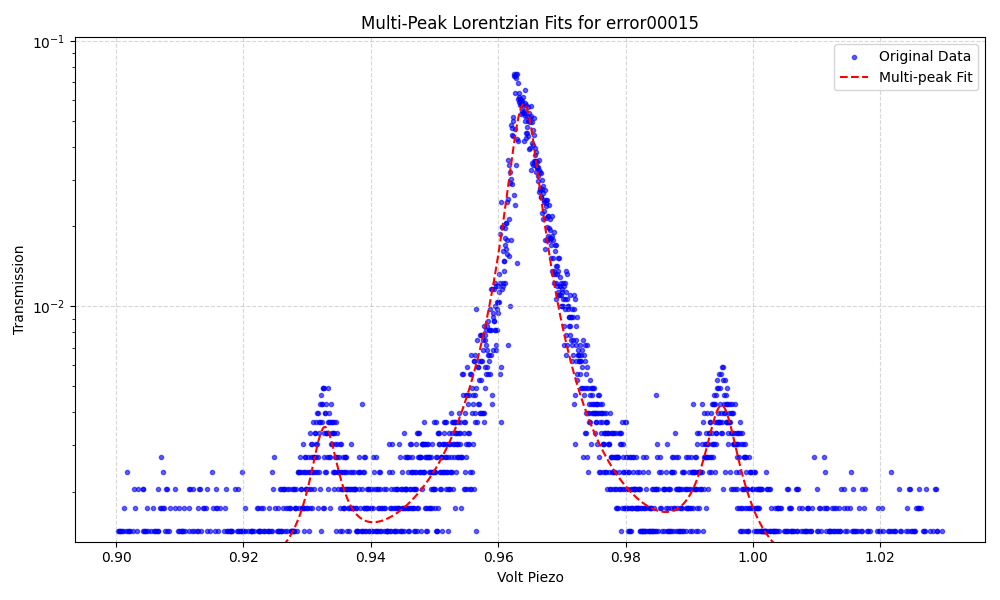 Multi-Peak Lorentzian Fits for error00015
Original Data
Multi-peak Fit
10⁻¹
10⁻²
Transmission
0.90 0.92 0.94 0.96 0.98 1.00 1.02
Volt Piezo